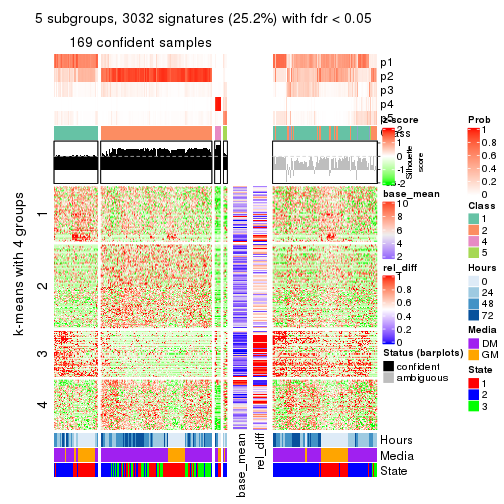 5 subgroups, 3032 signatures (25.2%) with fdr < 0.05
169 confident samples
p1
p2
p3
p4
p5
Class
Silhouette
score
k-means with 4 groups
1
2
3
4
base_mean
rel_diff
Hours
Media
State
z-score
2
1
0
-1
-2
base_mean
10
8
6
4
2
rel_diff
1
0.8
0.6
0.4
0.2
0
Status (barplots)
confident
ambiguous
Prob
1
0.8
0.6
0.4
0.2
0
Class
1
2
4
5
Hours
0
24
48
72
Media
DM
GM
State
1
2
3